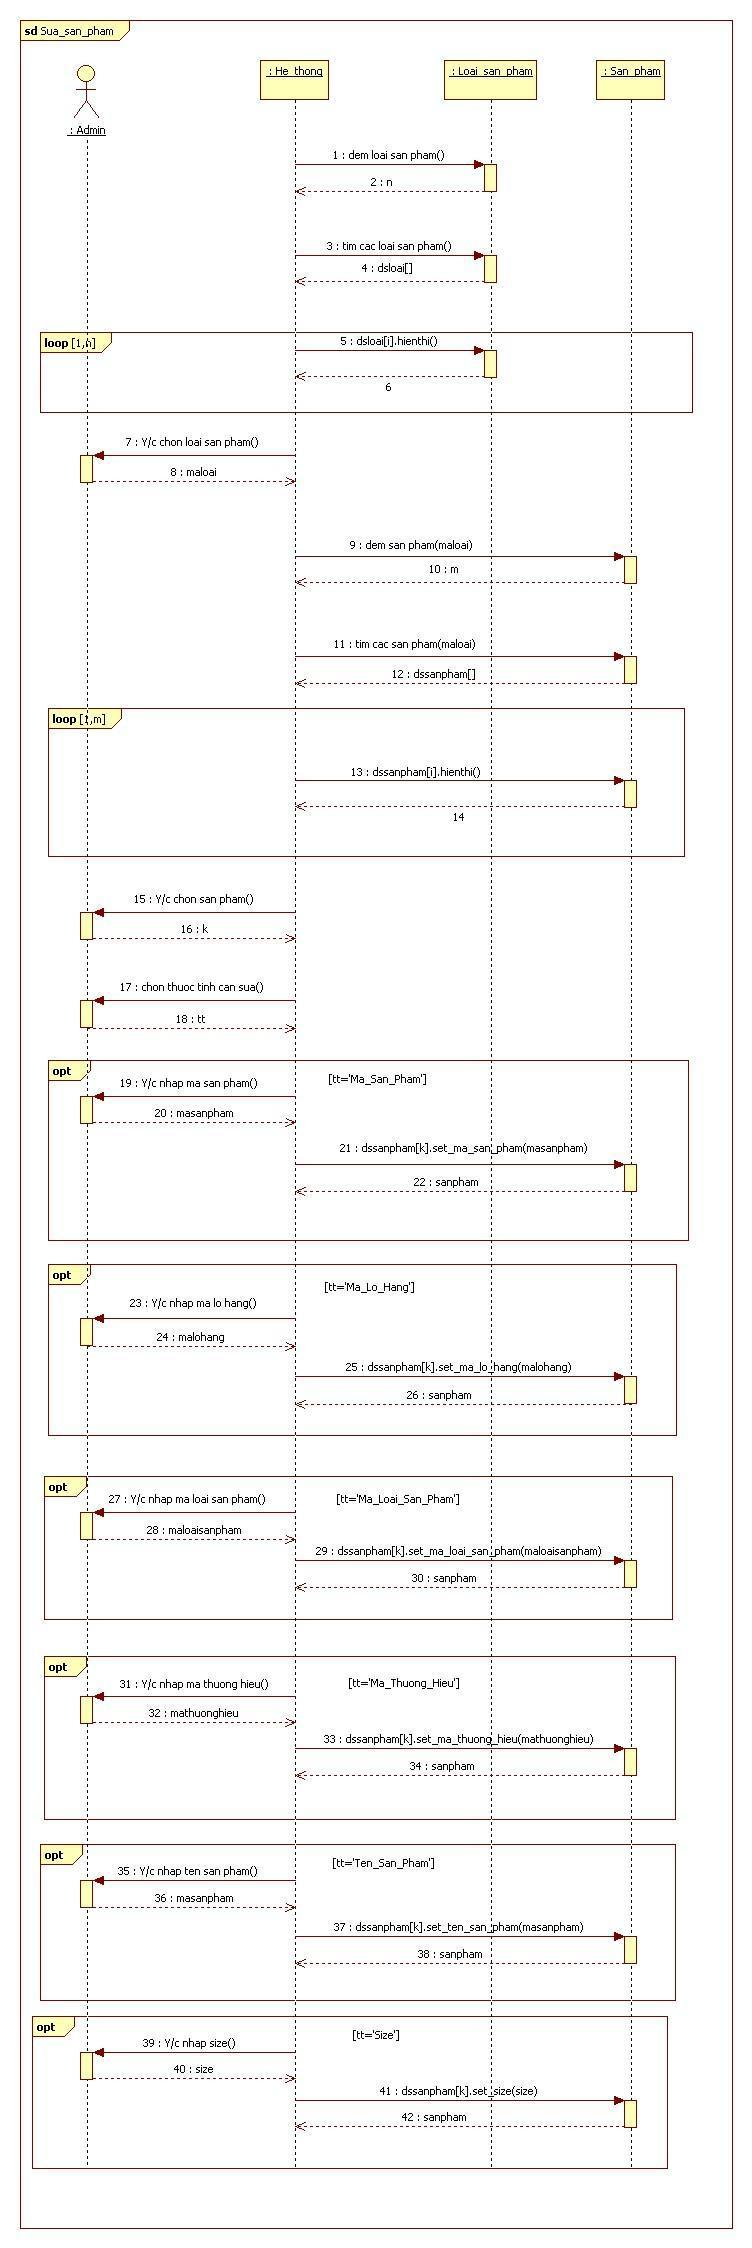 sd Sua_san_pham
: Admin
: He thong
: Loai_san_pham
: San_pham
1 : dem loai san pham()
2 : n
3 : tim cac loai san pham()
4 : dsloai[]
loop [1,n]
5 : dsloai[i].hienthi()
6
7 : Y/c chon loai san pham()
8 : maloai
9 : dem san pham(maloai)
10 : m
11 : tim cac san pham(maloai)
12 : dssanpham[]
loop [1,m]
13 : dssanpham[i].hienthi()
14
15 : Y/c chon san pham()
16 : k
17 : chon thuoc tinh can sua()
18 : tt
opt
[tt='Ma_San_Pham']
19 : Y/c nhap ma san pham()
20 : masanpham
21 : dssanpham[k].set_ma_san_pham(masanpham)
22 : sanpham
opt
[tt='Ma_Lo_Hang']
23 : Y/c nhap ma lo hang()
24 : malohang
25 : dssanpham[k].set_ma_lo_hang(malohang)
26 : sanpham
opt
[tt='Ma_Loai_San_Pham']
27 : Y/c nhap ma loai san pham()
28 : maloaisanpham
29 : dssanpham[k].set_ma_loai_san_pham(maloaisanpham)
30 : sanpham
opt
[tt='Ma_Thuong_Hieu']
31 : Y/c nhap ma thuong hieu()
32 : mathuonghieu
33 : dssanpham[k].set_ma_thuong_hieu(mathuonghieu)
34 : sanpham
opt
[tt='Ten_San_Pham']
35 : Y/c nhap ten san pham()
36 : masanpham
37 : dssanpham[k].set_ten_san_pham(masanpham)
38 : sanpham
opt
[tt='Size']
39 : Y/c nhap size()
40 : size
41 : dssanpham[k].set_size(size)
42 : sanpham